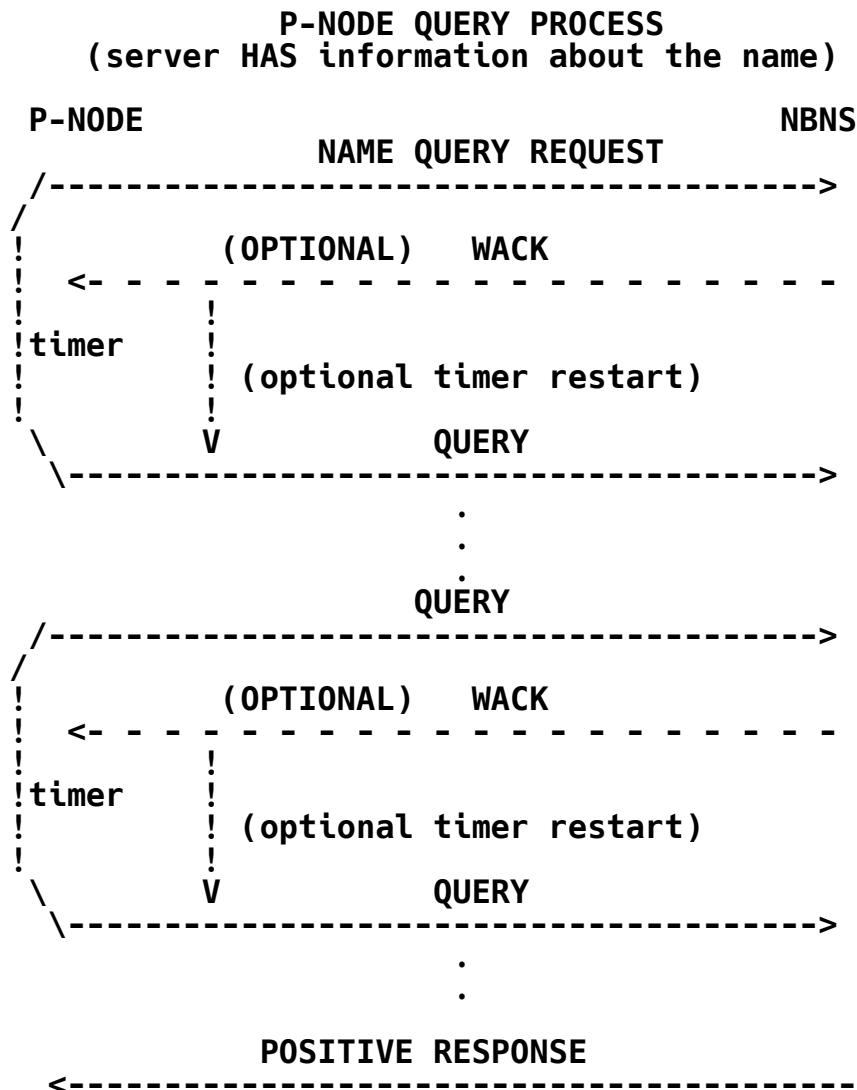 P-NODE QUERY PROCESS
(server HAS information about the name)
P-NODE NBNS
NAME QUERY REQUEST
/---------------------------------------->
/
! (OPTIONAL) WACK
! <- - - - - - - - - - - - - - - - - - - -
! !
!timer !
! ! (optional timer restart)
! !
\ V QUERY
\--------------------------------------->
.
.
.
QUERY
/---------------------------------------->
/
! (OPTIONAL) WACK
! <- - - - - - - - - - - - - - - - - - - -
! !
!timer !
! ! (optional timer restart)
! !
\ V QUERY
\--------------------------------------->
.
.
POSITIVE RESPONSE
<-----------------------------------------